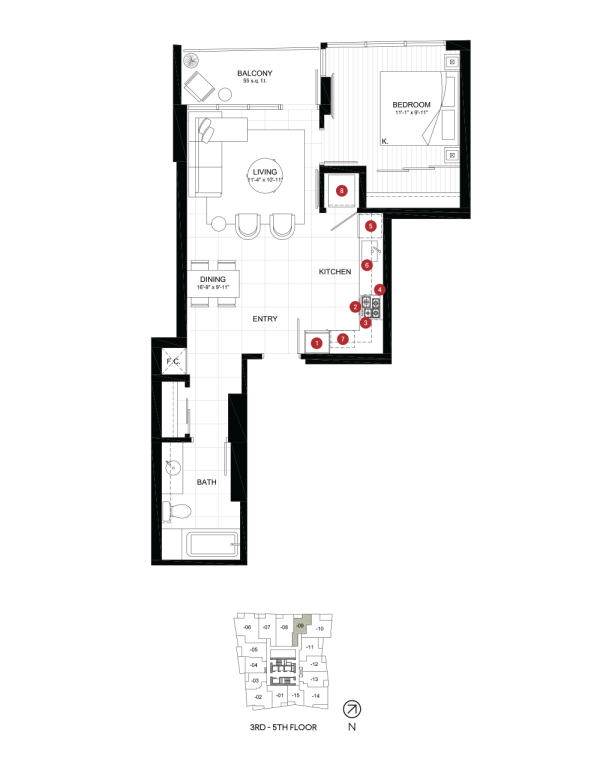 BALCONY
55 s.q. f.t.
BEDROOM
11'-1" x 9'-11"
K.
LIVING
11'-4" x 10'-11"
8
5
6
KITCHEN
4
DINING
16'-9" x 9'-11"
2
3
ENTRY
7
1
F.C.
BATH
-06
-07
-08
-09
-10
-05
-11
-04
-12
-03
-13
-02
-01
-15
-14
3RD - 5TH FLOOR
N